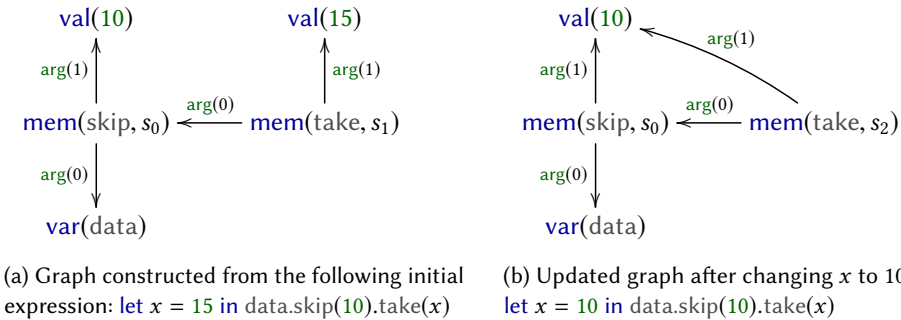 val(10) val(15) val(10)
arg(1) arg(1) arg(1) arg(1)
arg(0) arg(0)
mem(skip, s₀) mem(take, s₁) mem(skip, s₀) mem(take, s₂)
arg(0) arg(0)
var(data) var(data)
(a) Graph constructed from the following initial
expression: let x = 15 in data.skip(10).take(x)
(b) Updated graph after changing x to 10
let x = 10 in data.skip(10).take(x)